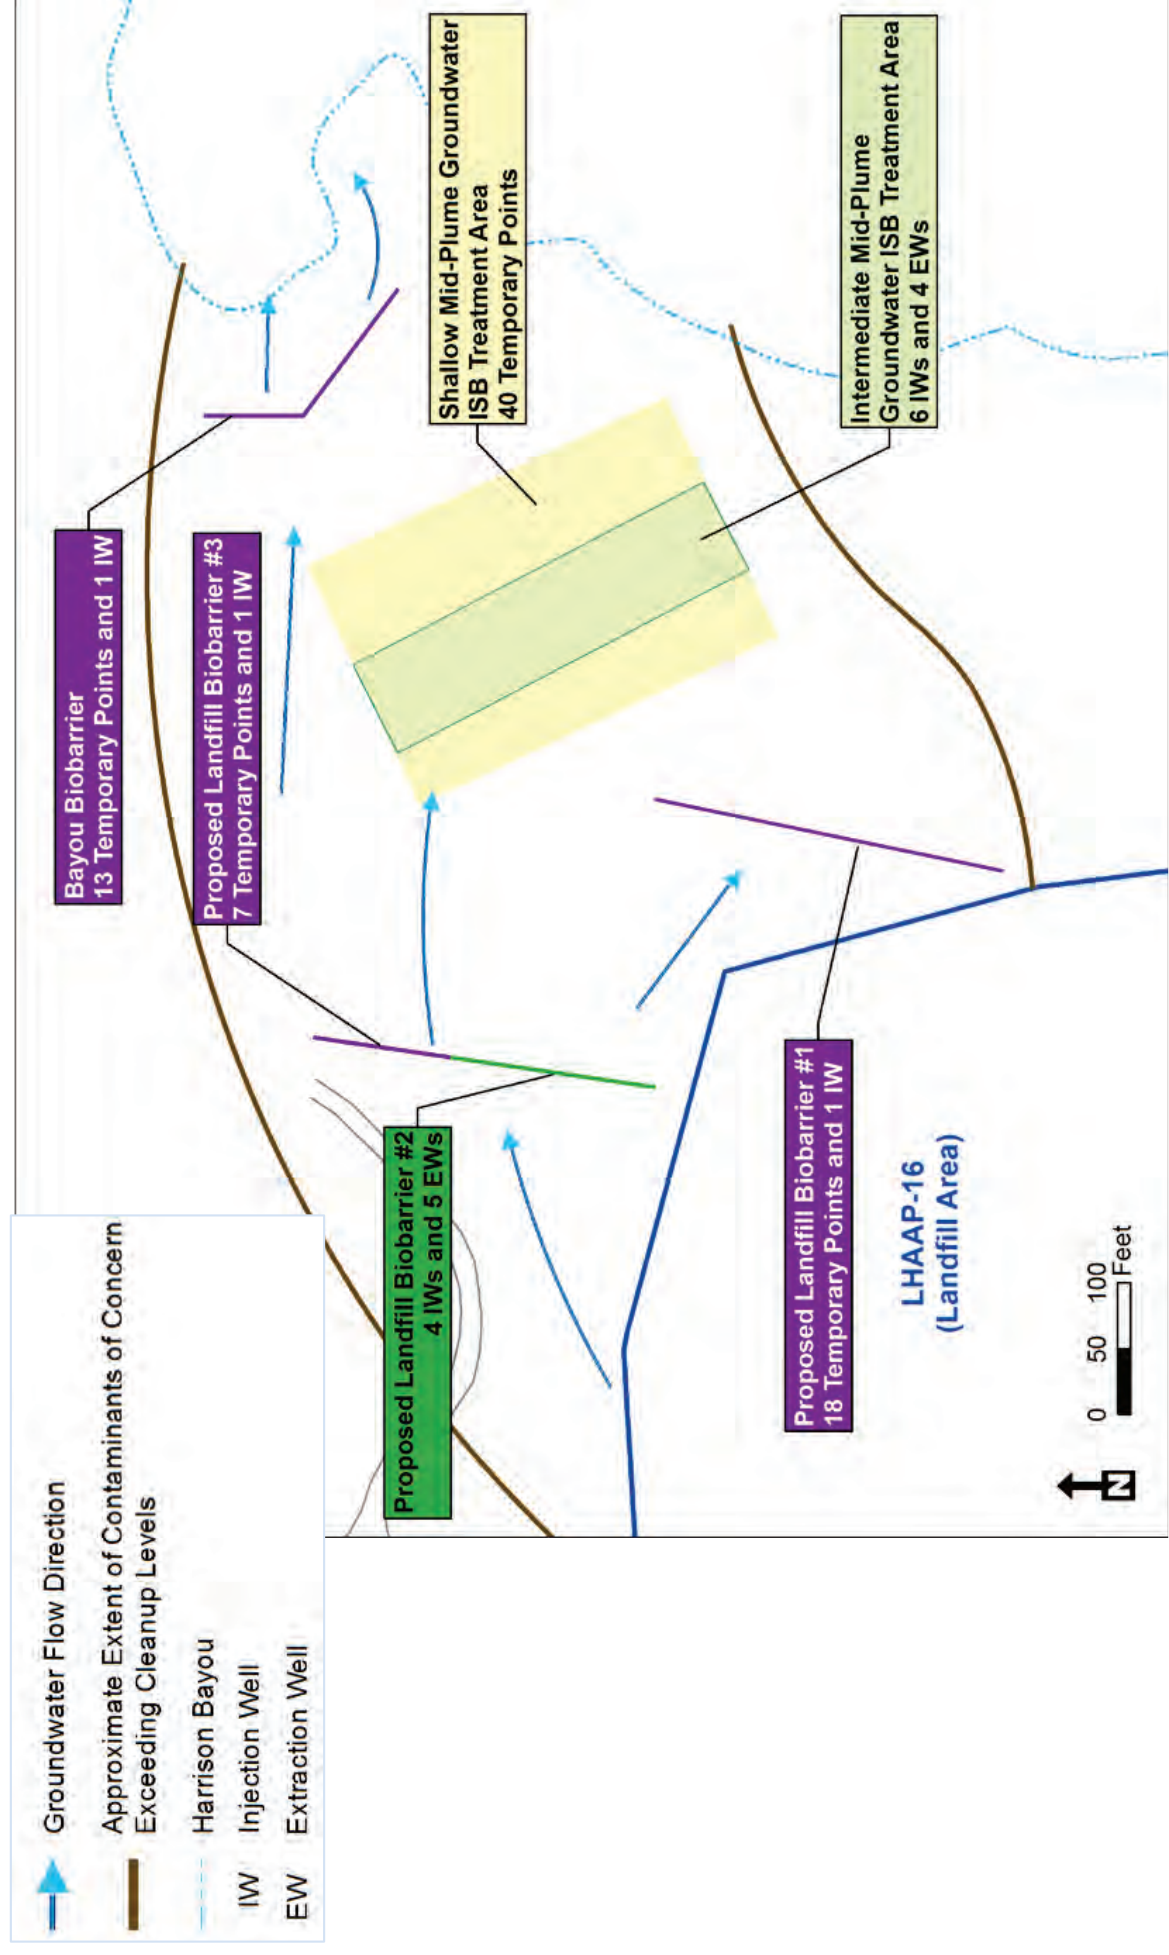 Groundwater Flow Direction
Approximate Extent of Contaminants of Concern
Exceeding Cleanup Levels
Harrison Bayou
IW Injection Well
EW Extraction Well
Bayou Biobarrier
13 Temporary Points and 1 IW
Proposed Landfill Biobarrier #3
7 Temporary Points and 1 IW
Proposed Landfill Biobarrier #2
4 IWs and 5 EWs
Shallow Mid-Plume Groundwater
ISB Treatment Area
40 Temporary Points
Intermediate Mid-Plume
Groundwater ISB Treatment Area
6 IWs and 4 EWs
Proposed Landfill Biobarrier #1
18 Temporary Points and 1 IW
LHAAP-16
(Landfill Area)
0 50 100
Feet
N